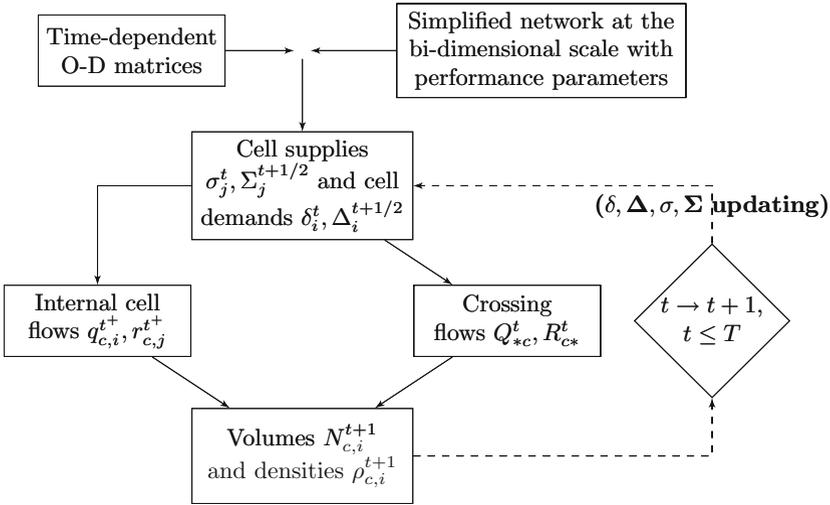 Time-dependent
O-D matrices
Simplified network at the
bi-dimensional scale with
performance parameters
Cell supplies
σ_j^t, Σ_j^{t+1/2} and cell
demands δ_i^t, Δ_i^{t+1/2}
(δ, Δ, σ, Σ updating)
Internal cell
flows q_{c,i}^{t+}, r_{c,j}^{t+}
Crossing
flows Q_{*c}^t, R_{c*}^t
t → t + 1,
t ≤ T
Volumes N_{c,i}^{t+1}
and densities ρ_{c,i}^{t+1}